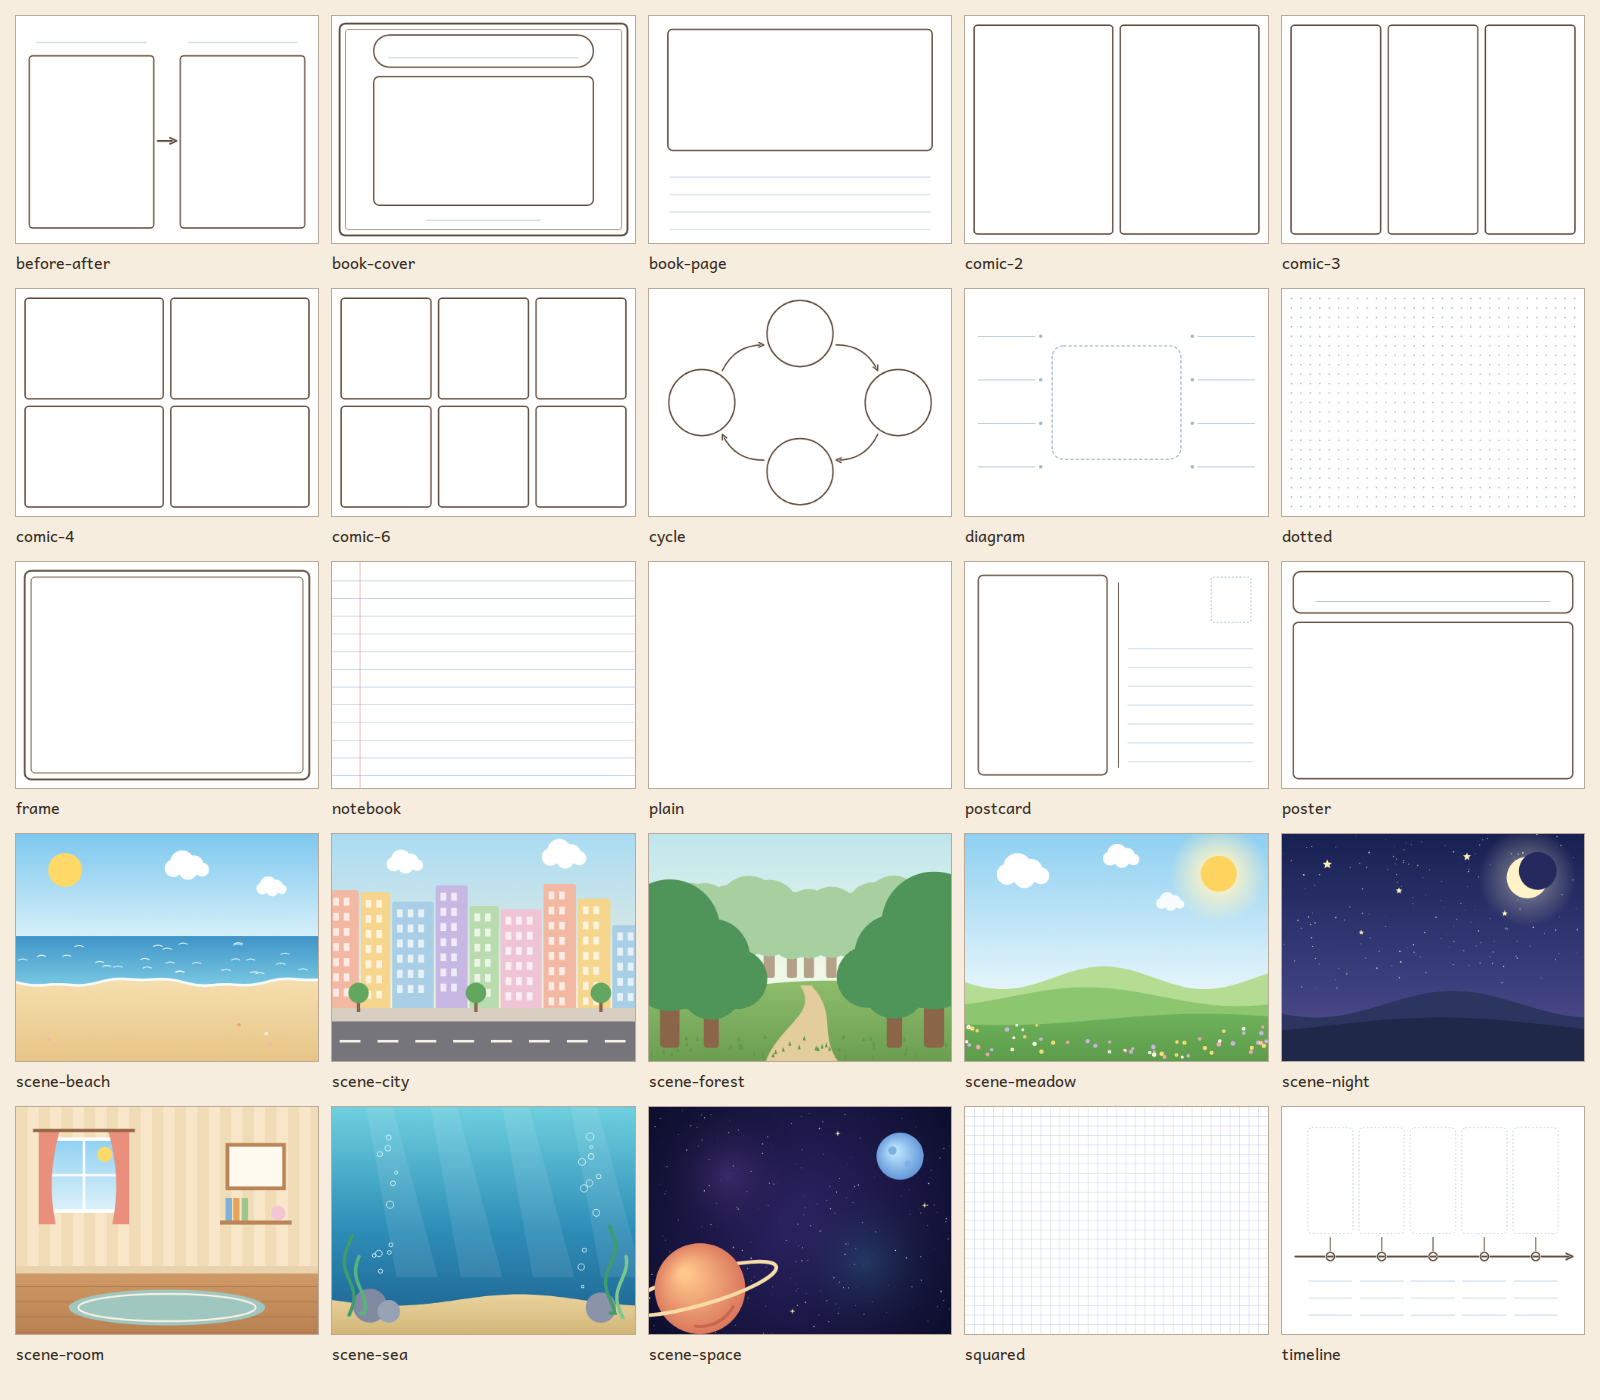 before-after
book-cover
book-page
comic-2
comic-3
comic-4
comic-6
cycle
diagram
dotted
frame
notebook
plain
postcard
poster
scene-beach
scene-city
scene-forest
scene-meadow
scene-night
scene-room
scene-sea
scene-space
squared
timeline